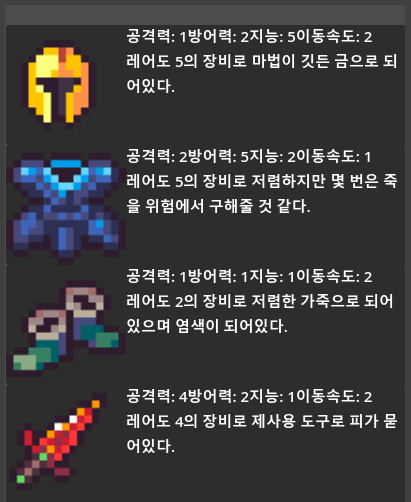 공격력: 1방어력: 2지능: 5이동속도: 2
레어도 5의 장비로 마법이 깃든 금으로 되
어있다.
공격력: 2방어력: 5지능: 2이동속도: 1
레어도 5의 장비로 저렴하지만 몇 번은 죽
을 위험에서 구해줄 것 같다.
공격력: 1방어력: 1지능: 1이동속도: 2
레어도 2의 장비로 저렴한 가죽으로 되어
있으며 염색이 되어있다.
공격력: 4방어력: 2지능: 1이동속도: 2
레어도 4의 장비로 제사용 도구로 피가 묻
어있다.